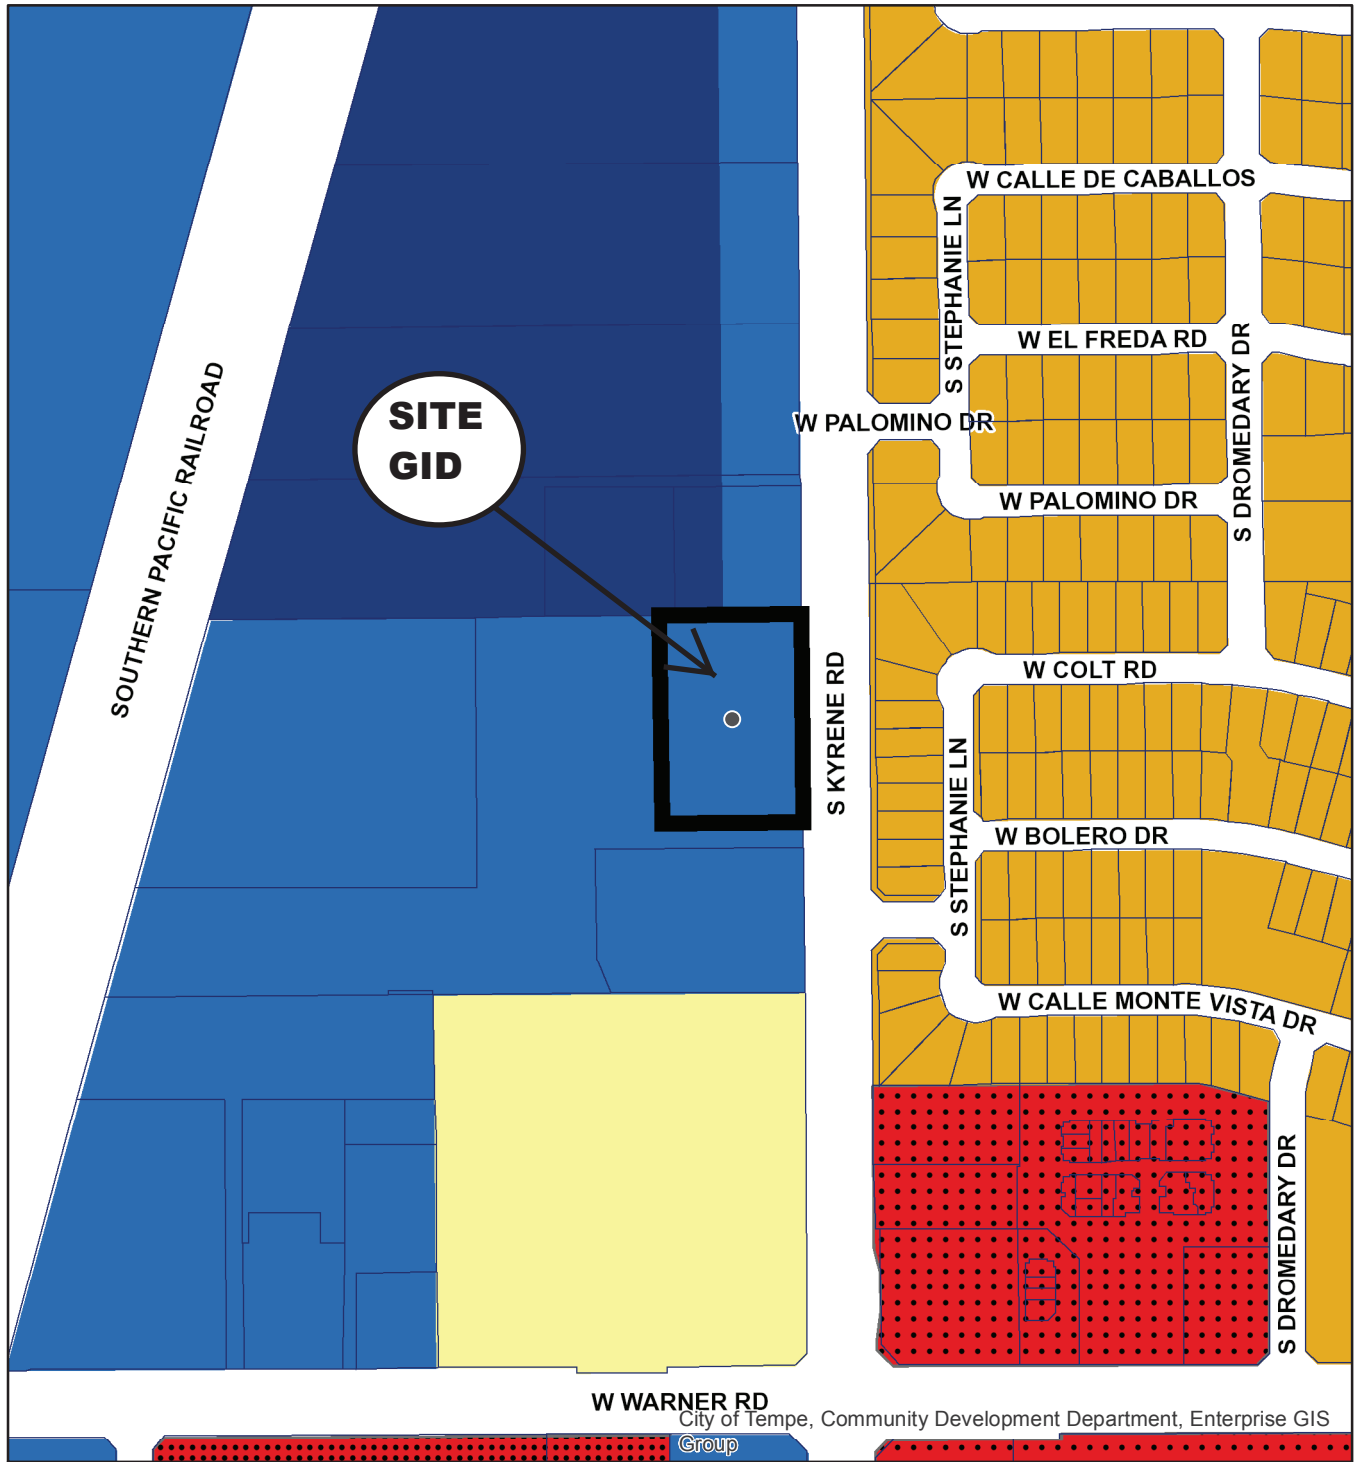 W CALLE DE CABALLOS
S STEPHANIE LN
W EL FREDA RD
S DROMEDARY DR
SOUTHERN PACIFIC RAILROAD
SITE
GID
W PALOMINO DR
W PALOMINO DR
W COLT RD
S KYRENE RD
S STEPHANIE LN
W BOLERO DR
W CALLE MONTE VISTA DR
S DROMEDARY DR
W WARNER RD
City of Tempe, Community Development Department, Enterprise GIS
Group